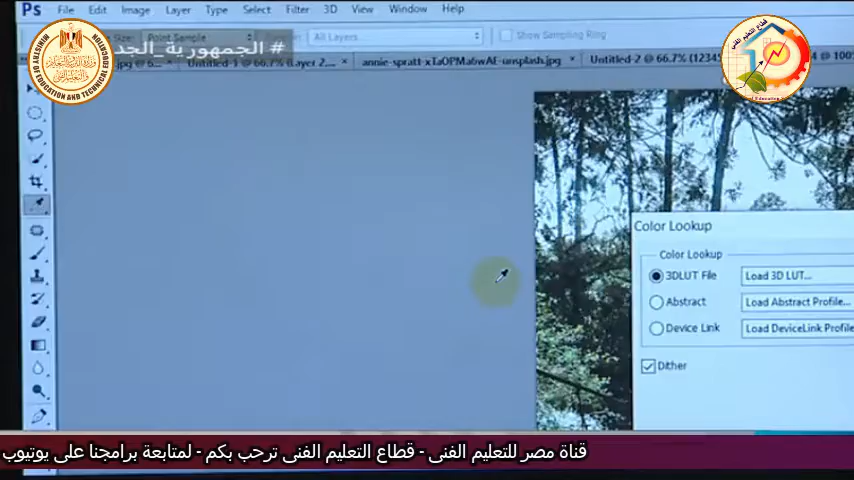 Ps File Edit Image Layer Type Select Filter 3D View Window Help
Size: Point Sample All Layers... Show Sampling Ring
# الجمهورية_الجد
Untitled-1 @ 66.7% (Layer 2... × annie-spratt-xTaOPMa6wAE-unsplash.jpg × Untitled-2 @ 66.7%
Color Lookup
Color Lookup
3DLUT File Load 3D LUT...
Abstract Load Abstract Profile...
Device Link Load DeviceLink Profile
Dither
قناة مصر للتعليم الفنى - قطاع التعليم الفنى ترحب بكم - لمتابعة برامجنا على يوتيوب